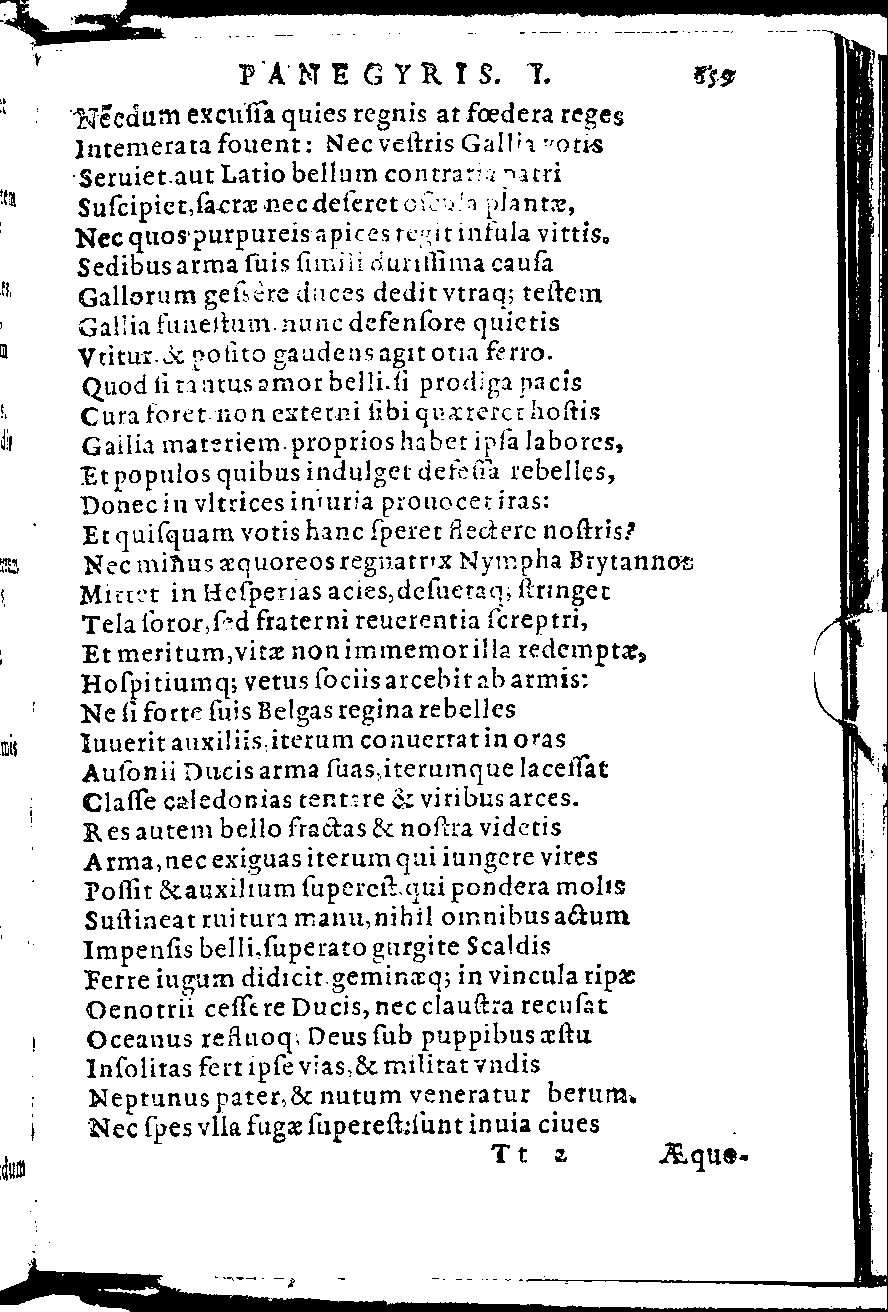 PANEGYRIS. I. 659
Necdum excussa quies regnis at fœdera reges
Intemerata fouent: Nec vestris Gallia votis
Seruiet. aut Latio bellum contraria patri
Suscipiet, sacræ nec deseret oscula plantæ,
Nec quos purpureis apices regit insula vittis.
Sedibus arma suis simili durissima causa
Gallorum gessere duces dedit vtraq; testem
Gallia funestum. nunc defensore quietis
Vtitur. & posito gaudens agit otia ferro.
Quod si tantus amor belli. si prodiga pacis
Cura foret. non externi sibi quæreret hostis
Gallia materiem. proprios habet ipsa labores,
Et populos quibus indulget defessa rebelles,
Donec in vltrices iniuria prouocet iras:
Et quisquam votis hanc speret flectere nostris?
Nec minus æquoreos regnatrix Nympha Brytannos
Mittet in Hesperias acies, desuetaq; stringet
Tela soror, sed fraterni reuerentia screptri,
Et meritum, vitæ non immemor illa redemptæ,
Hospitiumq; vetus sociis arcebit ab armis:
Ne si forte suis Belgas regina rebelles
Iuuerit auxiliis, iterum conuertat in oras
Ausonii Ducis arma suas, iterumque lacessat
Classe caledonias tentare & viribus arces.
Res autem bello fractas & nostra videtis
Arma, nec exiguas iterum qui iungere vires
Possit & auxilium superest. qui pondera molis
Sustineat ruitura manu, nihil omnibus actum
Impensis belli, superato gurgite Scaldis
Ferre iugum didicit. geminæq; in vincula ripæ
Oenotrii cessere Ducis, nec claustra recusat
Oceanus refluoq; Deus sub puppibus æstu
Insolitas fert ipse vias, & militat vndis
Neptunus pater, & nutum veneratur berum.
Nec spes vlla fugæ superest: sunt inuia ciues
Tt 2 Æquo-